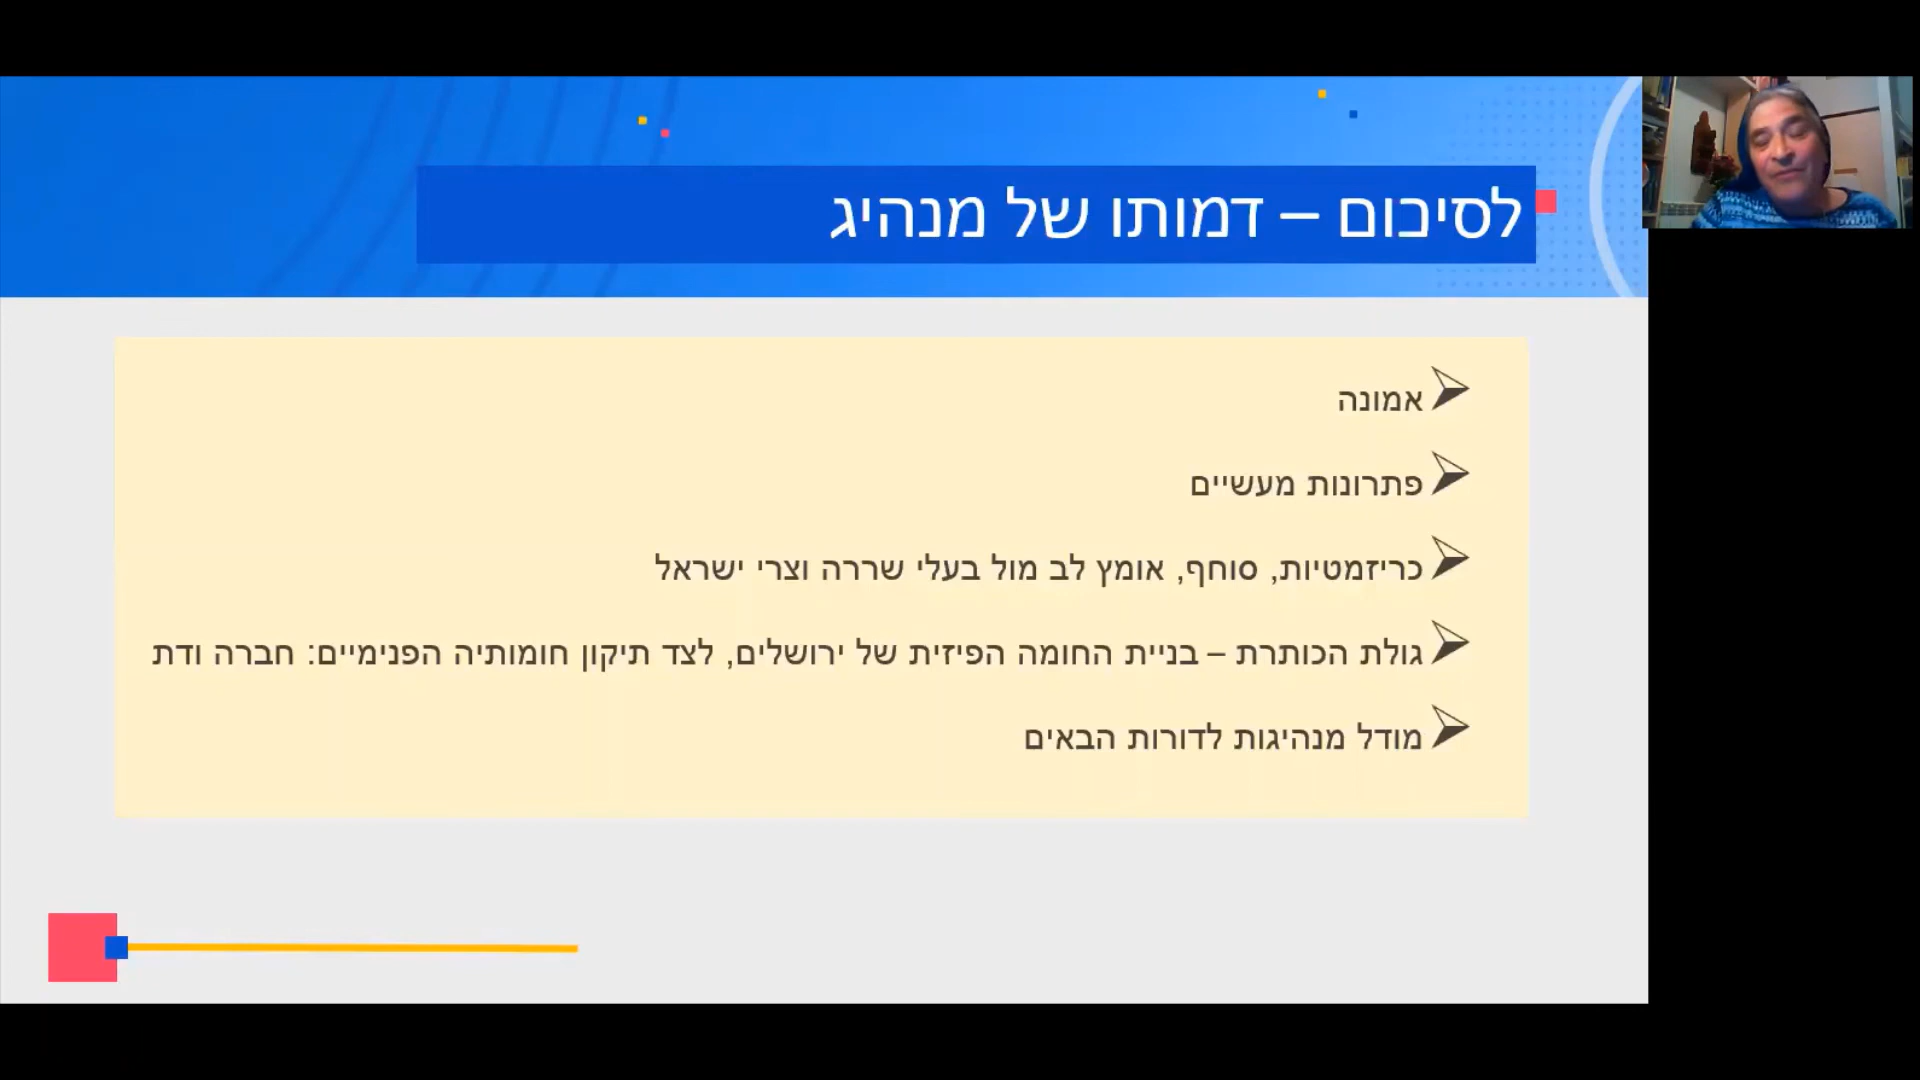 לסיכום – דמותו של מנהיג
אמונה
פתרונות מעשיים
כריזמטיות, סוחף, אומץ לב מול בעלי שררה וצרי ישראל
גולת הכותרת – בניית החומה הפיזית של ירושלים, לצד תיקון חומותיה הפנימיים: חברה ודת
מודל מנהיגות לדורות הבאים